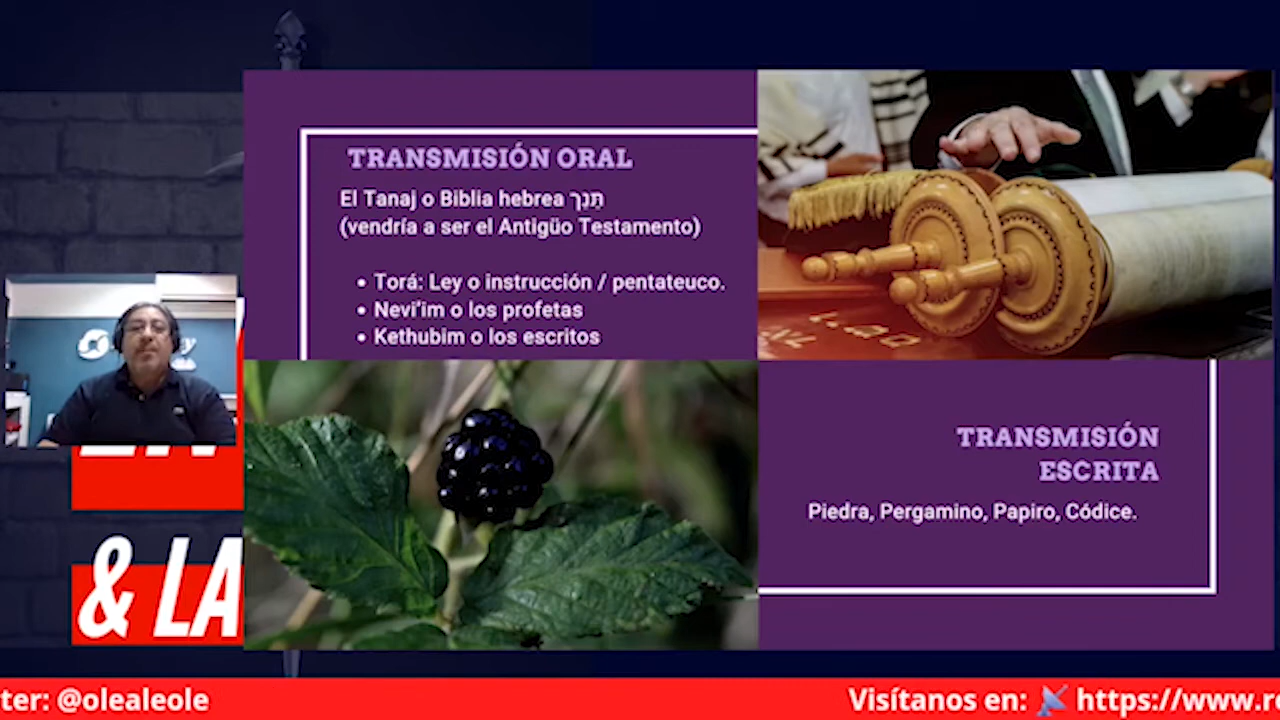 TRANSMISIÓN ORAL
El Tanaj o Biblia hebrea תַּנַךְ
(vendría a ser el Antigüo Testamento)
• Torá: Ley o instrucción / pentateuco.
• Nevi'im o los profetas
• Kethubim o los escritos
TRANSMISIÓN
ESCRITA
Piedra, Pergamino, Papiro, Códice.
& LA
ter: @olealeole
Visítanos en: 📡 https://www.r